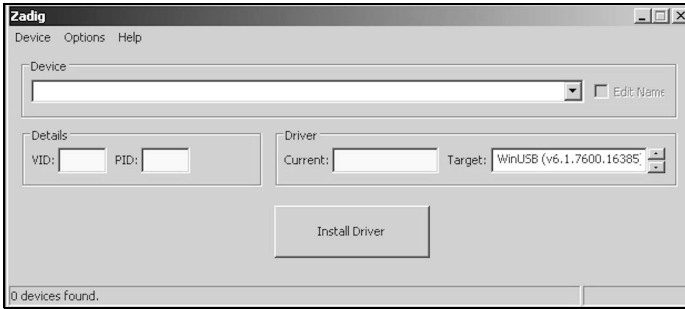 Zadig
Device Options Help
Device
Edit Name
Details
Driver
VID: PID: Current: Target: WinUSB (v6.1.7600.16385)
Install Driver
0 devices found.